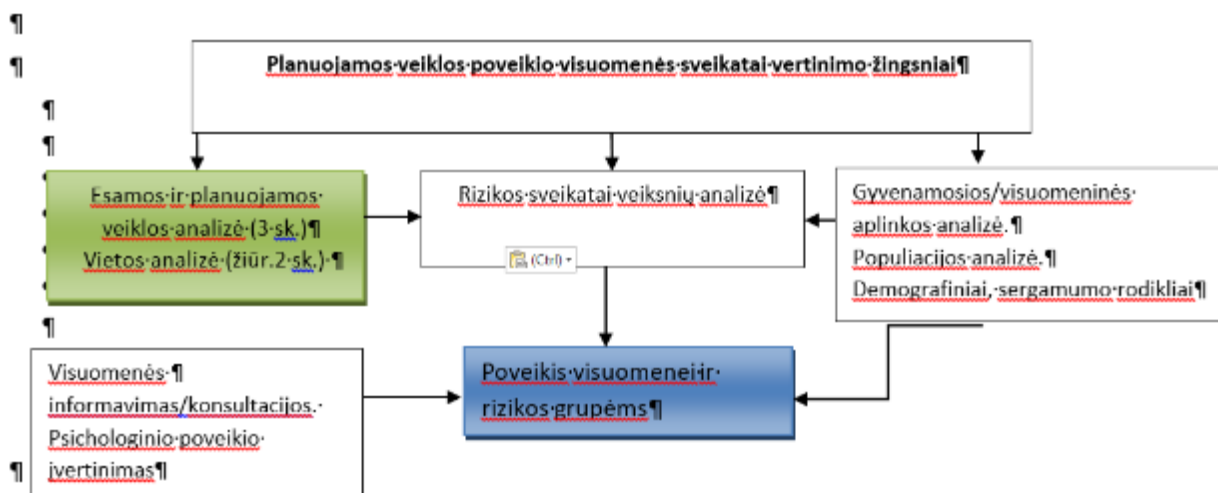 Planuojamos veiklos poveikio visuomenės sveikatai vertinimo žingsniai¶
Esamos ir planuojamos
veiklos analizė (3 sk.)¶
Vietos analizė (žiūr.2 sk.) ¶
Rizikos sveikatai veiksnių analizė¶
(Ctrl)
Gyvenamosios/visuomeninės
aplinkos analizė.¶
Populiacijos analizė.¶
Demografiniai, sergamumo rodikliai¶
Visuomenės ¶
informavimas/konsultacijos.
Psichologinio poveikio
įvertinimas¶
Poveikis visuomenei ir
rizikos grupėms¶